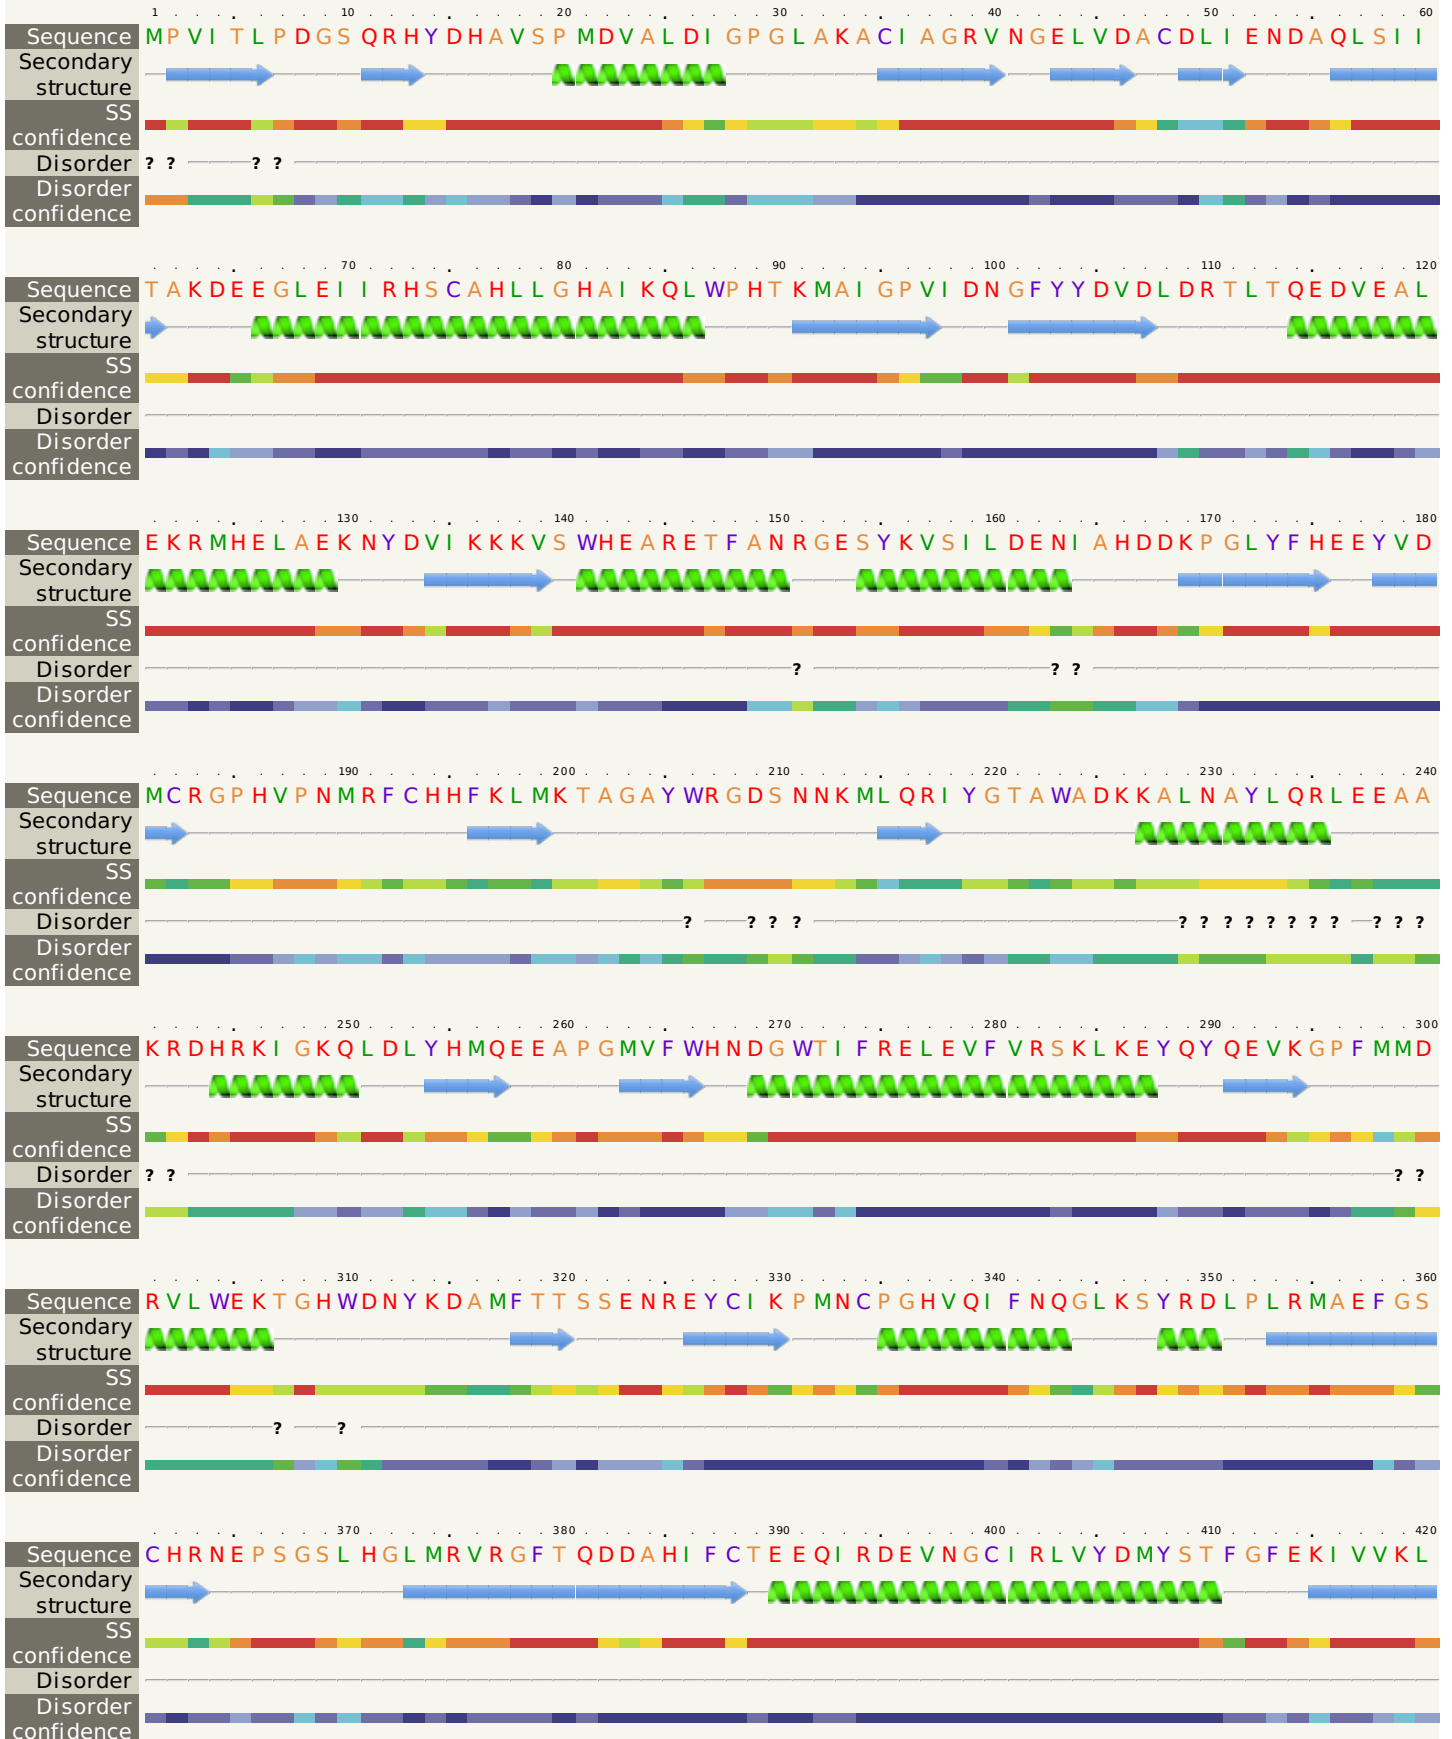 1 . . . . 10 . . . . 20 . . . . 30 . . . . 40 . . . . 50 . . . . 60
Sequence MPVITLPDGSQRHYDHAVSPMDVALDIGPGLAKACIAGRVNGELVDACDLIENDAQLSII
Secondary
structure
SS
confidence
Disorder ? ? ? ?
Disorder
confidence
. . . . 70 . . . . 80 . . . . 90 . . . . 100 . . . . 110 . . . . 120
Sequence TAKDEEGLEIIRHSCAHLLGHAIKQLWPHTKMAIGPVIDNGFYYDVDLDRTLTQEDVEAL
Secondary
structure
SS
confidence
Disorder
Disorder
confidence
. . . . 130 . . . . 140 . . . . 150 . . . . 160 . . . . 170 . . . . 180
Sequence EKRMHELAEKNYDVIKKKVSWHEARETFANRGESYKVSILDENIAHDDKPGLYFHEEYVD
Secondary
structure
SS
confidence
Disorder ? ? ?
Disorder
confidence
. . . . 190 . . . . 200 . . . . 210 . . . . 220 . . . . 230 . . . . 240
Sequence MCRGPHVPNMRFCHHFKLMKTAGAYWRGDSNNKMLQRIYGTAWADKKALNAYLQRLEEAA
Secondary
structure
SS
confidence
Disorder ? ? ? ? ? ? ? ? ? ? ? ? ? ? ?
Disorder
confidence
. . . . 250 . . . . 260 . . . . 270 . . . . 280 . . . . 290 . . . . 300
Sequence KRDHRKIGKQLDLYHMQEEAPGMVFWHNDGWTIFRELEVFVRSKLKEYQYQEVKGPFMMD
Secondary
structure
SS
confidence
Disorder ? ? ? ?
Disorder
confidence
. . . . 310 . . . . 320 . . . . 330 . . . . 340 . . . . 350 . . . . 360
Sequence RVLWEKTGHWDNYKDAMFTTSSENREYCIKPMNCPGHVQIFNQGLKSYRDLPLRMAEFGS
Secondary
structure
SS
confidence
Disorder ? ?
Disorder
confidence
. . . . 370 . . . . 380 . . . . 390 . . . . 400 . . . . 410 . . . . 420
Sequence CHRNEPSGSLHGLMRVRGFTQDDAHIFCTEEQIRDEVNGCIRLVYDMYSTFGFEKIVVKL
Secondary
structure
SS
confidence
Disorder
Disorder
confidence